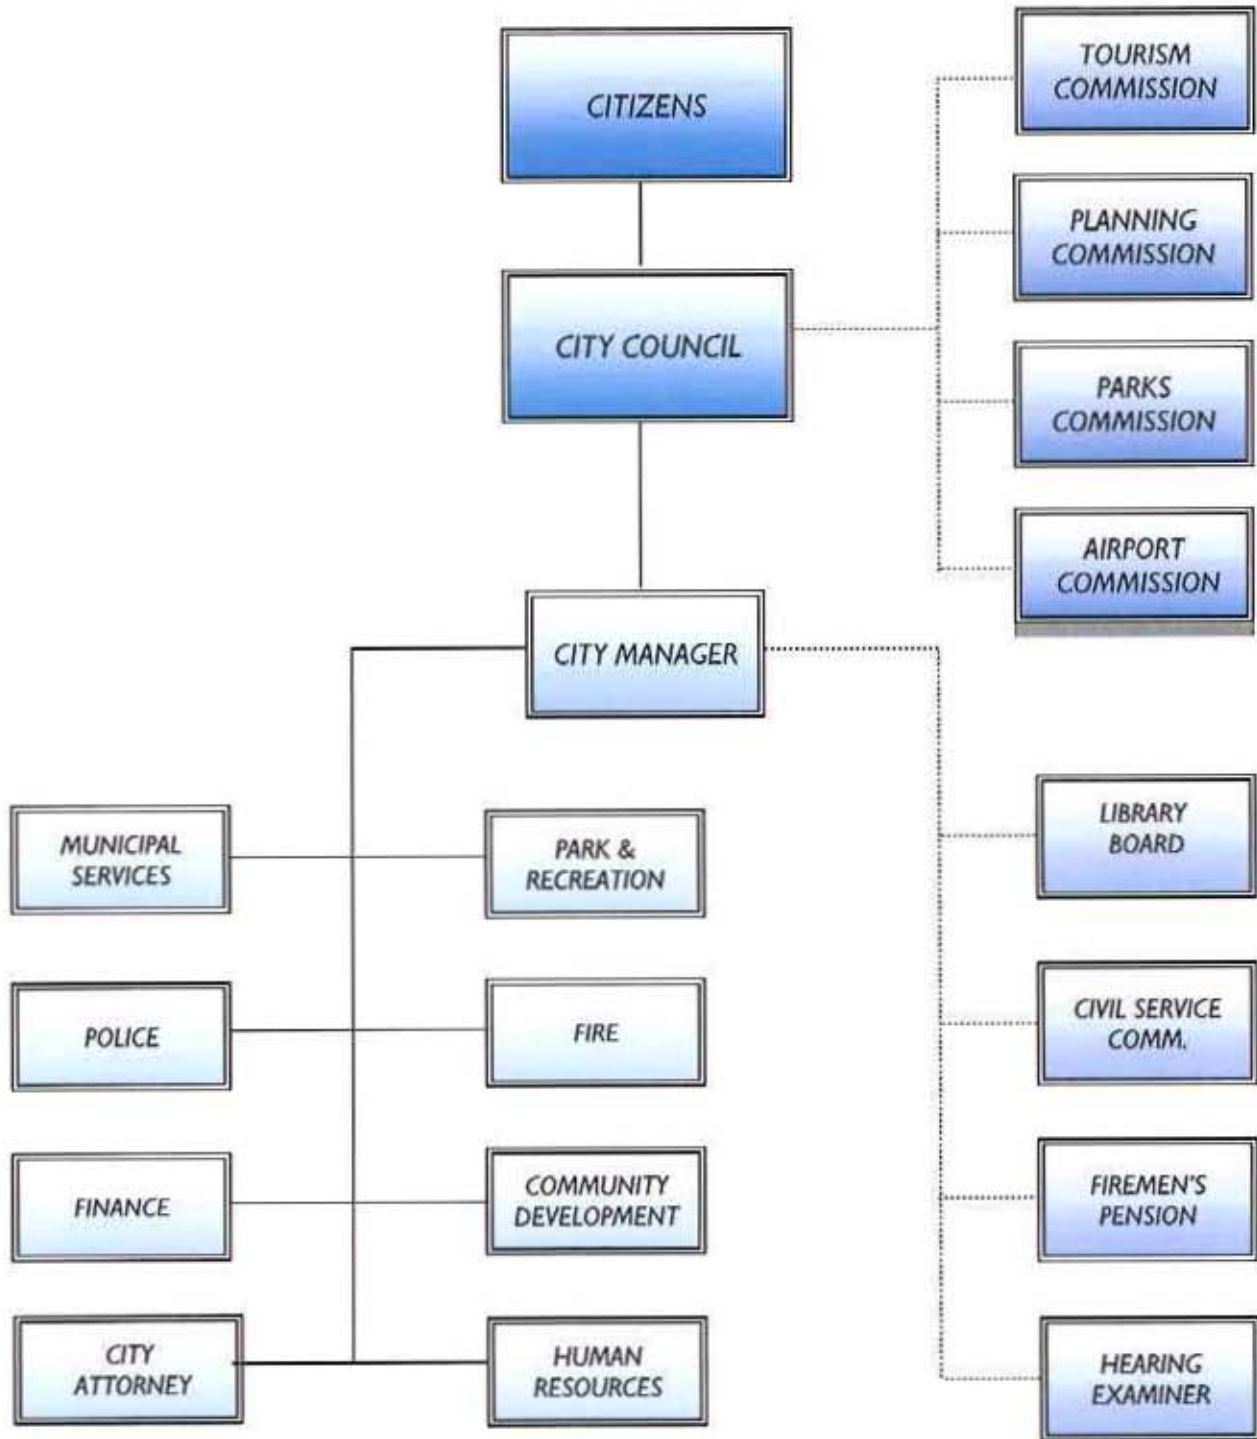 CITIZENS
CITY COUNCIL
TOURISM
COMMISSION
PLANNING
COMMISSION
PARKS
COMMISSION
AIRPORT
COMMISSION
CITY MANAGER
MUNICIPAL
SERVICES
PARK &
RECREATION
POLICE
FIRE
FINANCE
COMMUNITY
DEVELOPMENT
CITY
ATTORNEY
HUMAN
RESOURCES
LIBRARY
BOARD
CIVIL SERVICE
COMM.
FIREMEN'S
PENSION
HEARING
EXAMINER